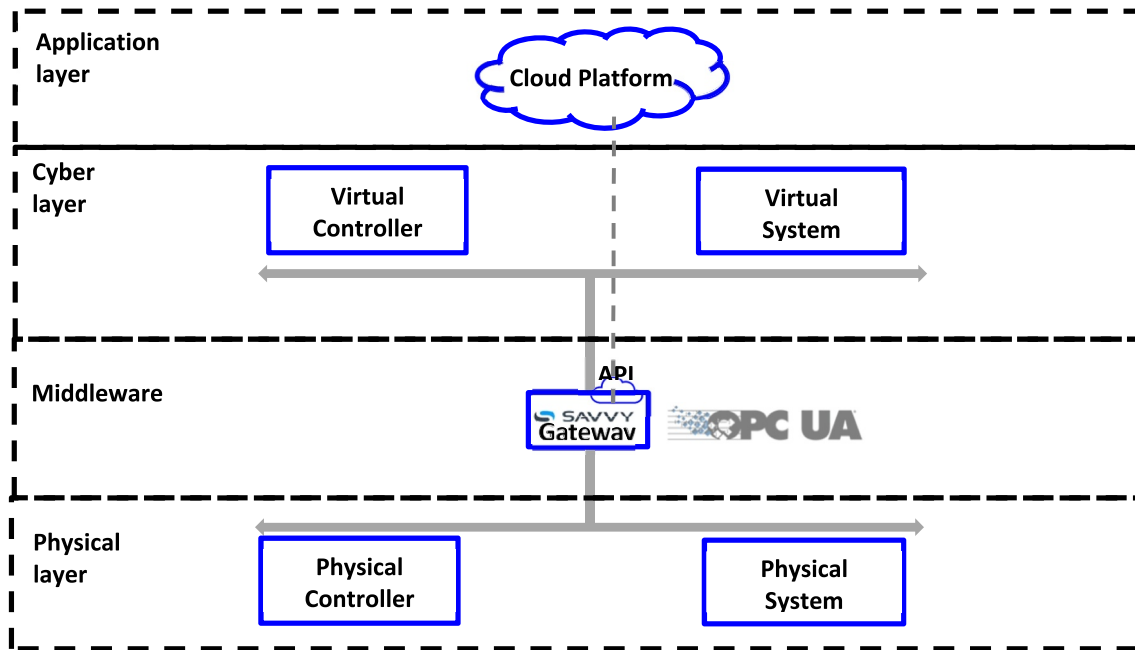 Application
layer
Cloud Platform
Cyber
layer
Virtual
Controller
Virtual
System
API
Middleware
SAVVY
Gateway
OPC UA
Physical
layer
Physical
Controller
Physical
System